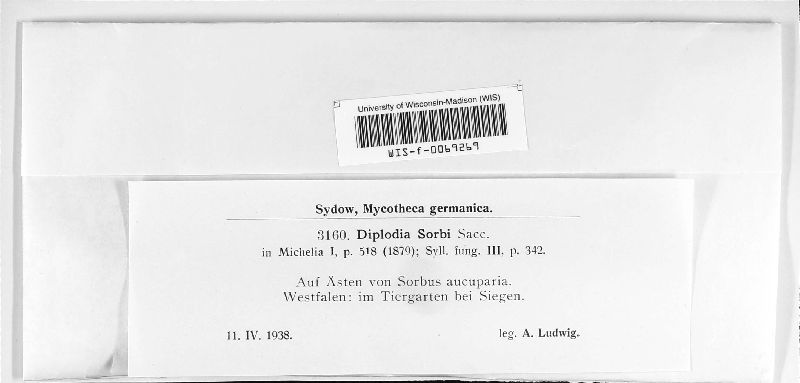 University of Wisconsin-Madison (WIS)
WIS-f-0069269
Sydow, Mycotheca germanica.
3160. Diplodia Sorbi Sacc.
in Michelia I, p. 518 (1879); Syll. fung. III, p. 342.
Auf Ästen von Sorbus aucuparia.
Westfalen: im Tiergarten bei Siegen.
11. IV. 1938. leg. A. Ludwig.